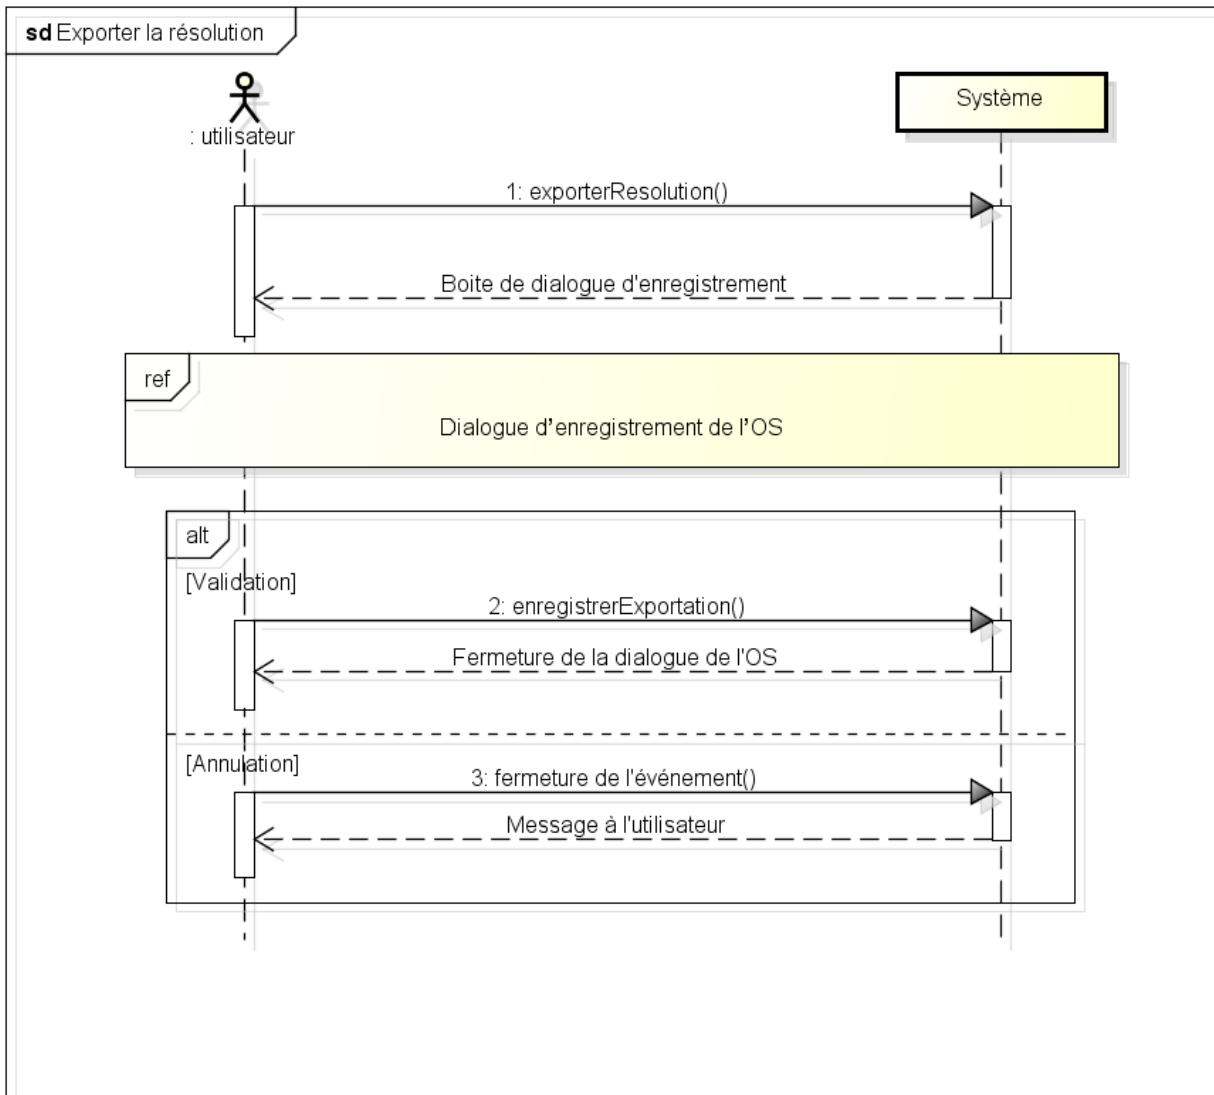 sd Exporter la résolution
: utilisateur
Système
1: exporterResolution()
Boite de dialogue d'enregistrement
ref
Dialogue d’enregistrement de l’OS
alt
[Validation]
2: enregistrerExportation()
Fermeture de la dialogue de l'OS
[Annulation]
3: fermeture de l'événement()
Message à l'utilisateur